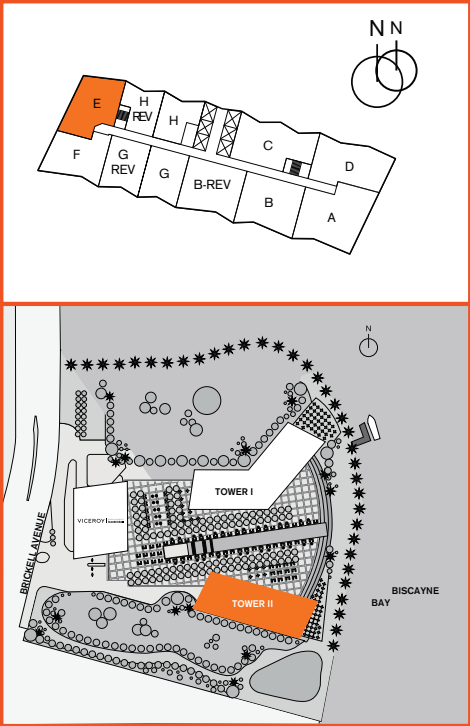 N N
E
H
REV
H
C
D
F
G
REV
G
B-REV
B
A
N
TOWER I
VICEROY
BRICKELL AVENUE
TOWER II
BISCAYNE
BAY